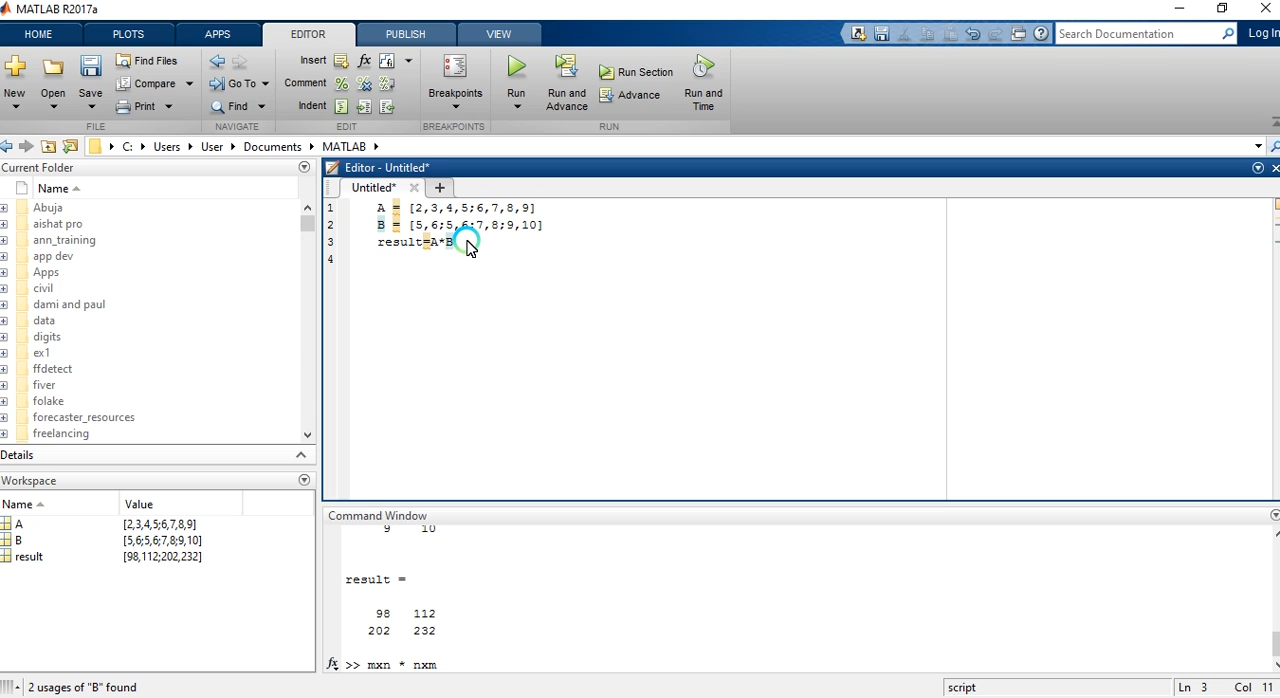 MATLAB R2017a
HOME PLOTS APPS EDITOR PUBLISH VIEW
Search Documentation
Log In
New
Open
Save
Find Files
Compare
Print
FILE
Go To
Find
NAVIGATE
Insert
Comment
Indent
EDIT
Breakpoints
BREAKPOINTS
Run
Run and Advance
Run Section
Advance
Run and Time
RUN
C: Users User Documents MATLAB
Current Folder
Name
Abuja
aishat pro
ann_training
app dev
Apps
civil
dami and paul
data
digits
ex1
ffdetect
fiver
folake
forecaster_resources
freelancing
Details
Workspace
Name Value
A [2,3,4,5;6,7,8,9]
B [5,6;5,6;7,8;9,10]
result [98,112;202,232]
Editor - Untitled*
Untitled* +
1 A = [2,3,4,5;6,7,8,9]
2 B = [5,6;5,6;7,8;9,10]
3 result=A*B
4
Command Window
9 10
result =
98 112
202 232
fx >> mxn * nxm
2 usages of "B" found
script
Ln 3 Col 11